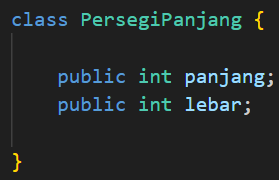 class PersegiPanjang {
    public int panjang;
    public int lebar;
}